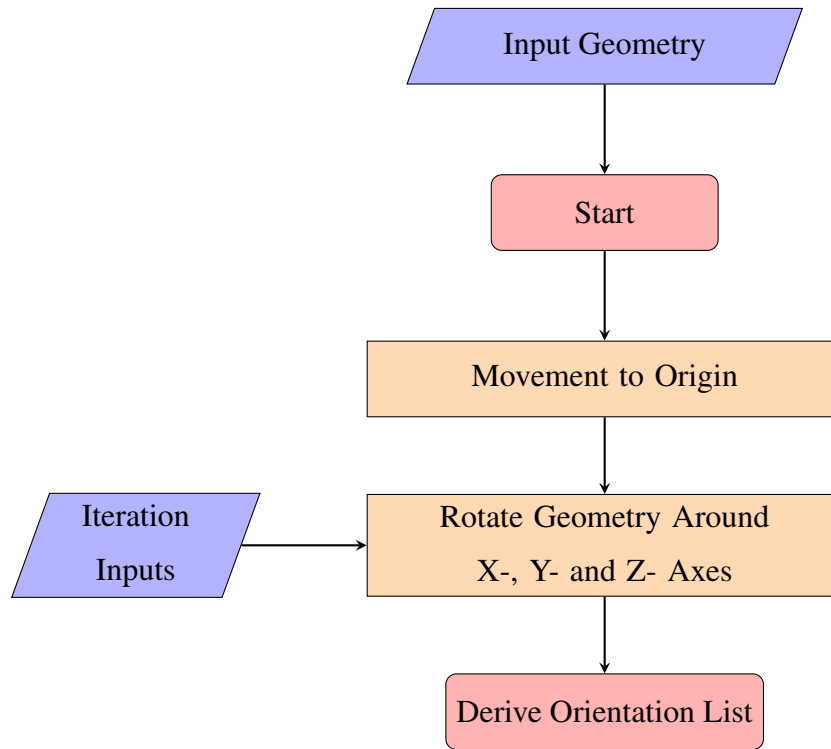 Input Geometry
Start
Movement to Origin
Iteration
Inputs
Rotate Geometry Around
X-, Y- and Z- Axes
Derive Orientation List